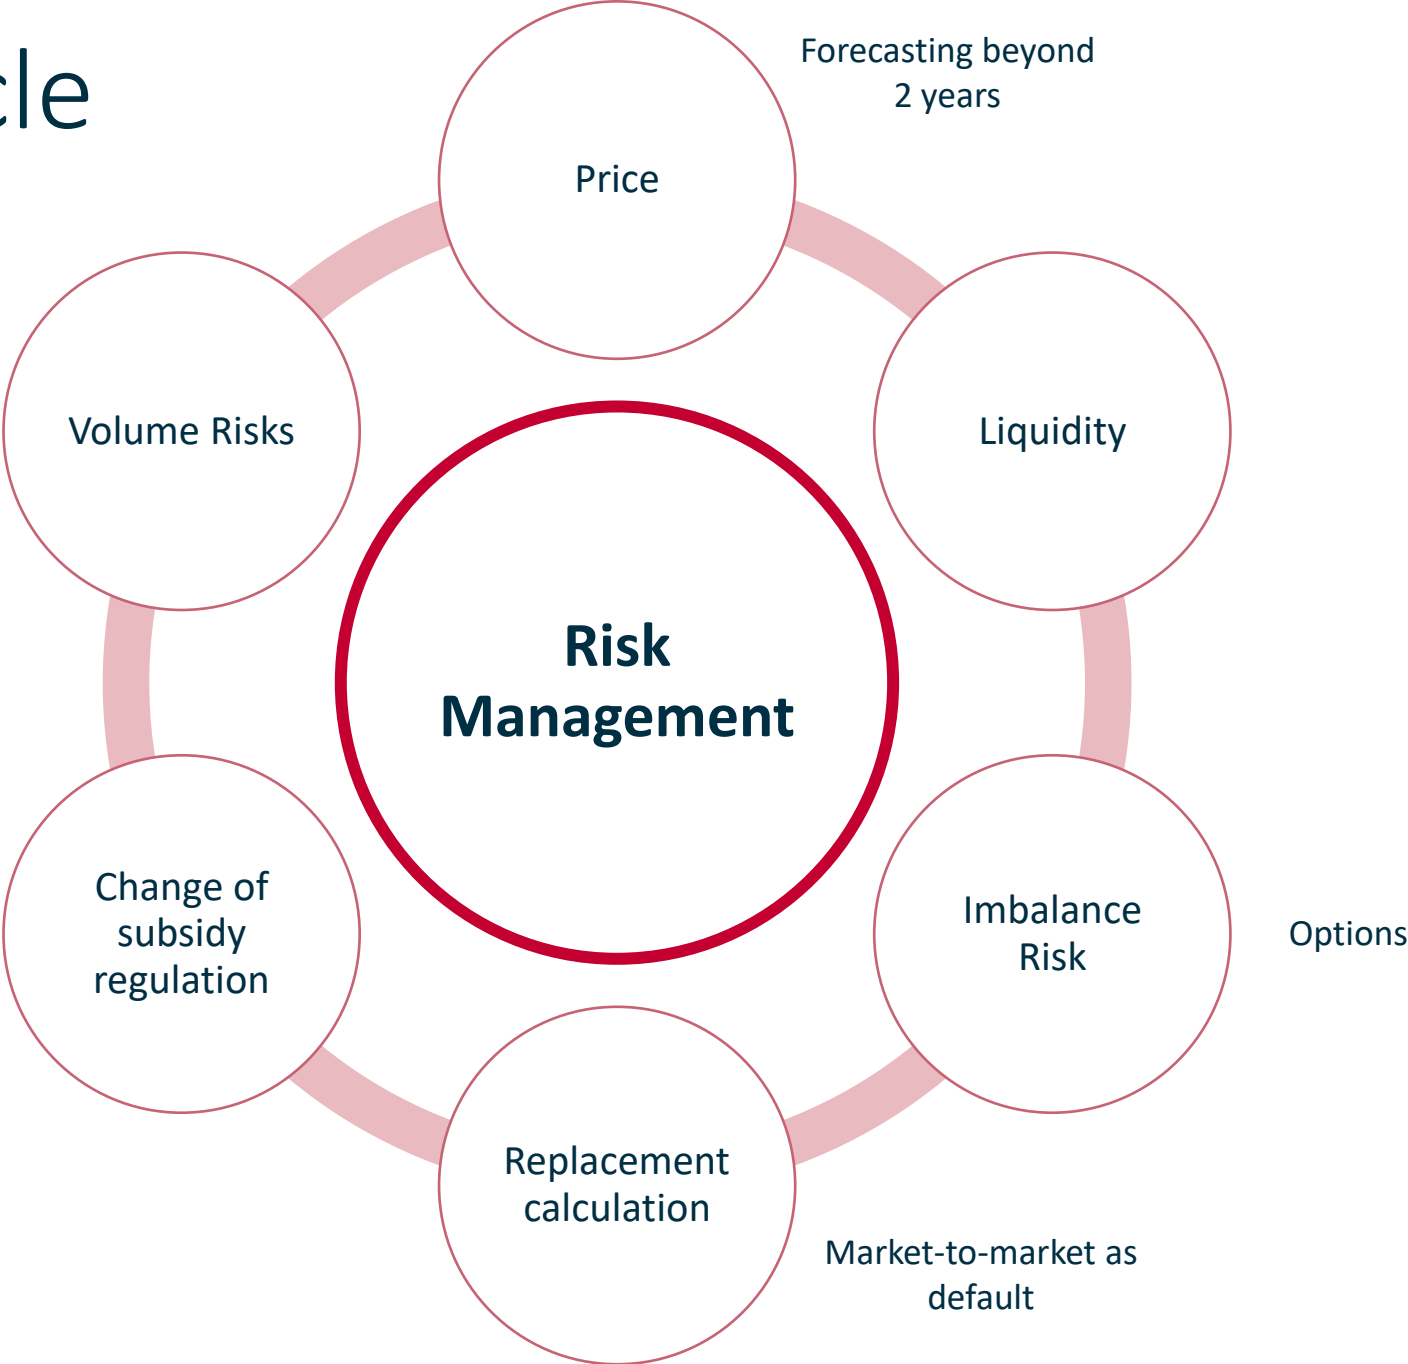 cle
Forecasting beyond
2 years
Price
Volume Risks
Liquidity
Risk
Management
Change of
subsidy
regulation
Imbalance
Risk
Options
Replacement
calculation
Market-to-market as
default